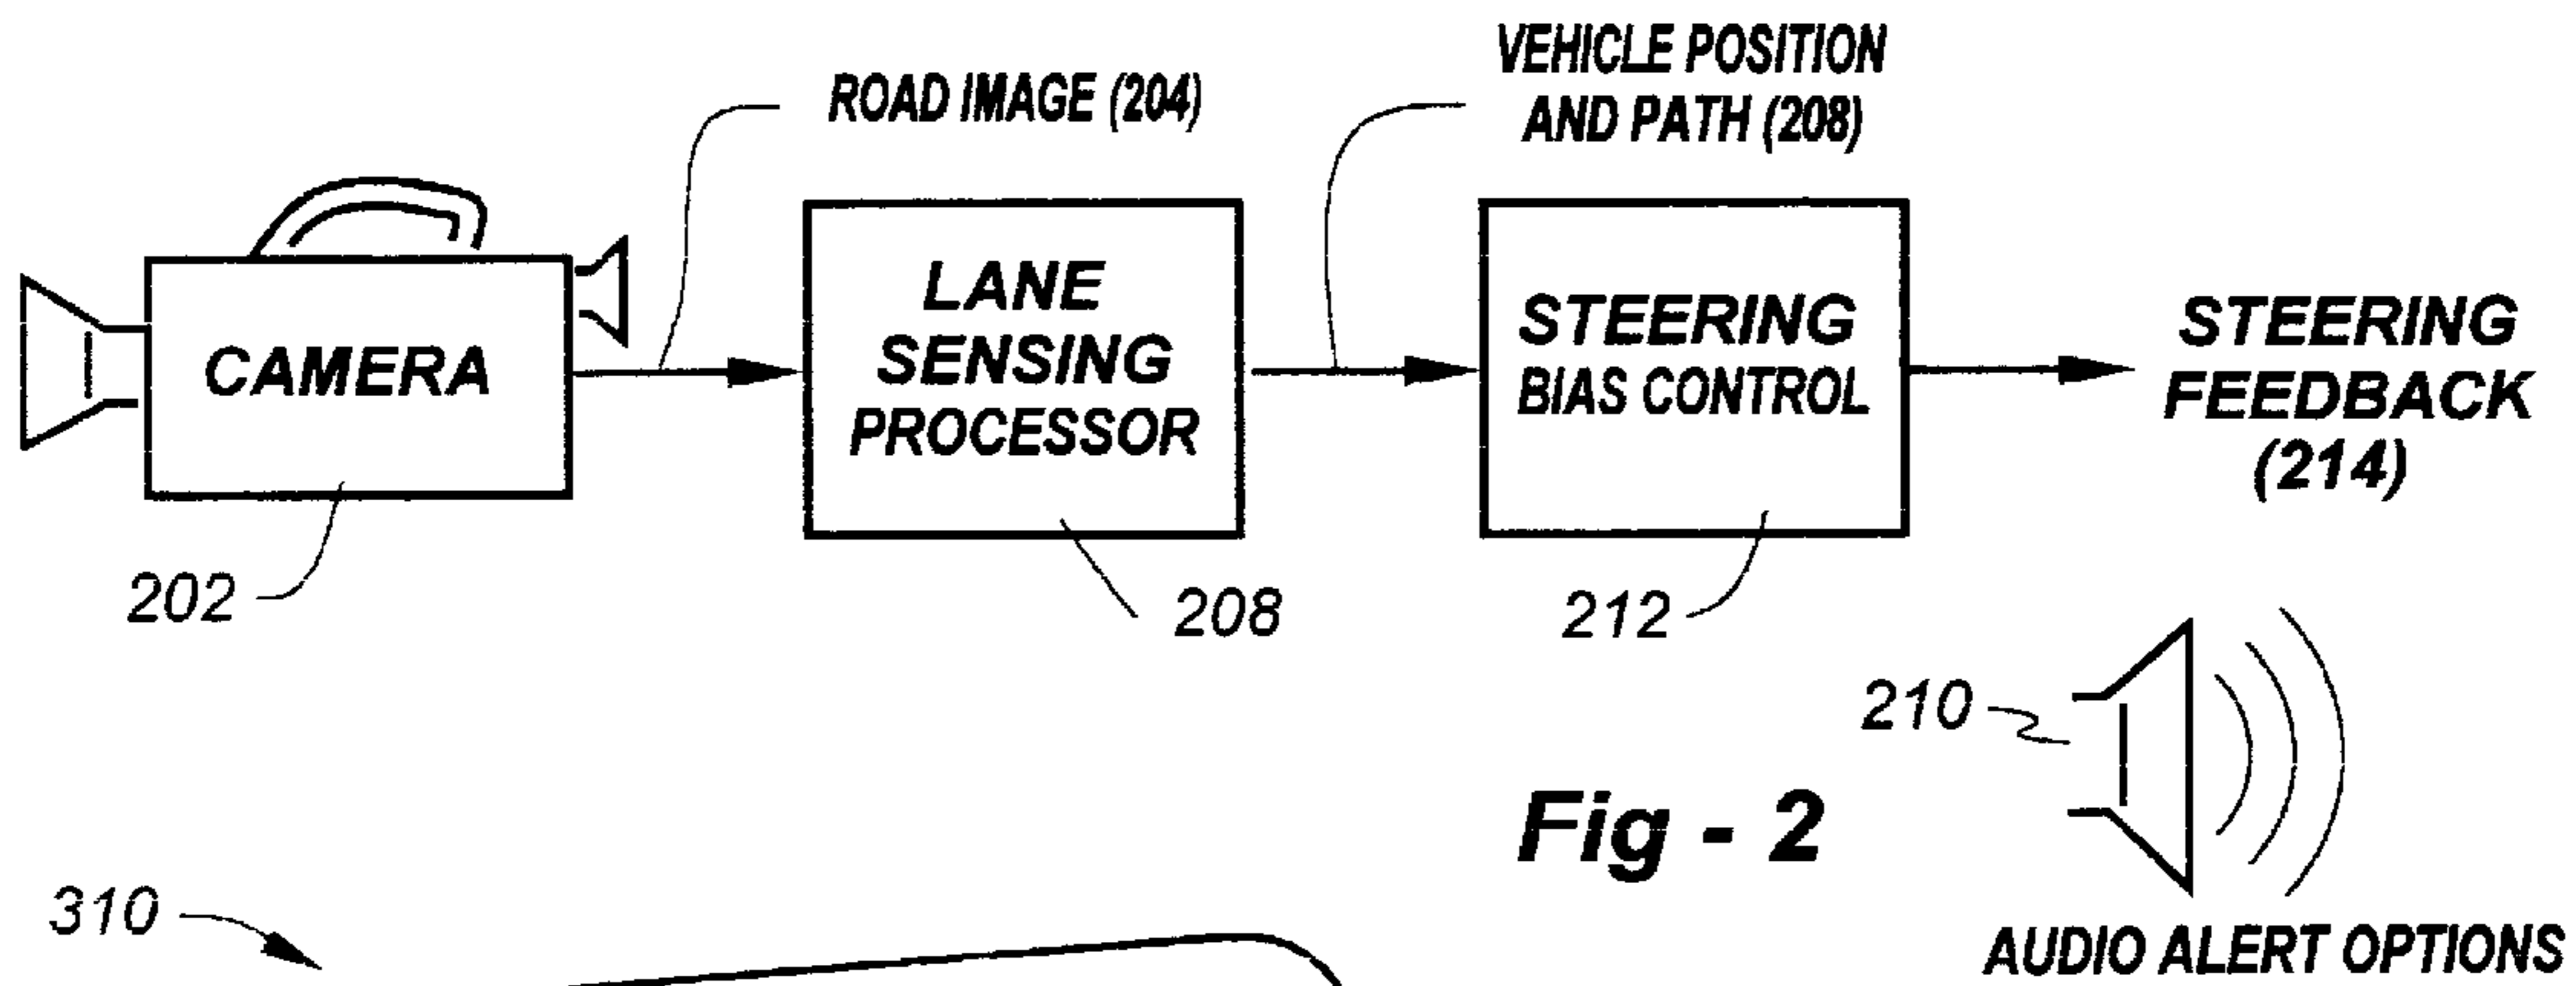 VEHICLE POSITION
AND PATH (208)
ROAD IMAGE (204)
CAMERA
LANE
SENSING
PROCESSOR
STEERING
BIAS CONTROL
STEERING
FEEDBACK
(214)
202
208
212
210
Fig - 2
310
AUDIO ALERT OPTIONS